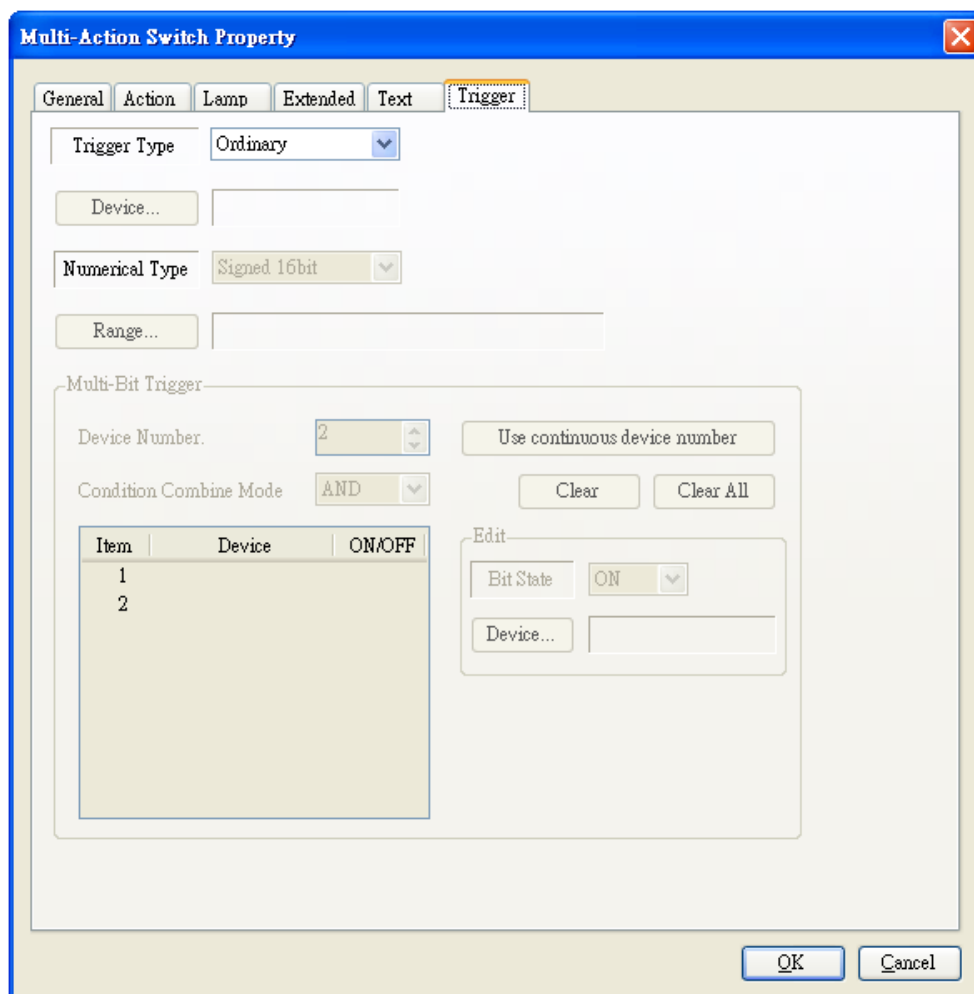 Multi-Action Switch Property
General Action Lamp Extended Text Trigger
Trigger Type Ordinary
Device...
Numerical Type Signed 16bit
Range...
Multi-Bit Trigger
Device Number. 2 Use continuous device number
Condition Combine Mode AND Clear Clear All
Item Device ON/OFF
1
2
Edit
Bit State ON
Device...
OK Cancel